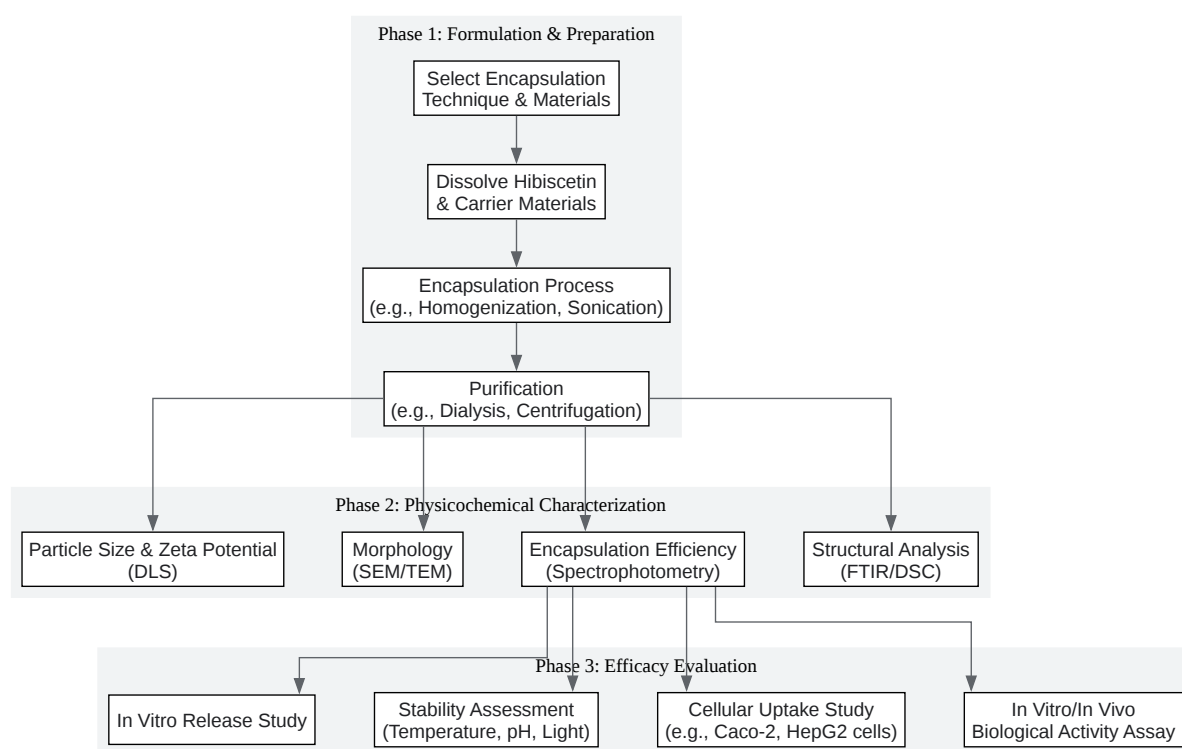 Phase 1: Formulation & Preparation
Select Encapsulation
Technique & Materials
Dissolve Hibiscetin
& Carrier Materials
Encapsulation Process
(e.g., Homogenization, Sonication)
Purification
(e.g., Dialysis, Centrifugation)
Phase 2: Physicochemical Characterization
Particle Size & Zeta Potential
(DLS)
Morphology
(SEM/TEM)
Encapsulation Efficiency
(Spectrophotometry)
Structural Analysis
(FTIR/DSC)
Phase 3: Efficacy Evaluation
In Vitro Release Study
Stability Assessment
(Temperature, pH, Light)
Cellular Uptake Study
(e.g., Caco-2, HepG2 cells)
In Vitro/In Vivo
Biological Activity Assay